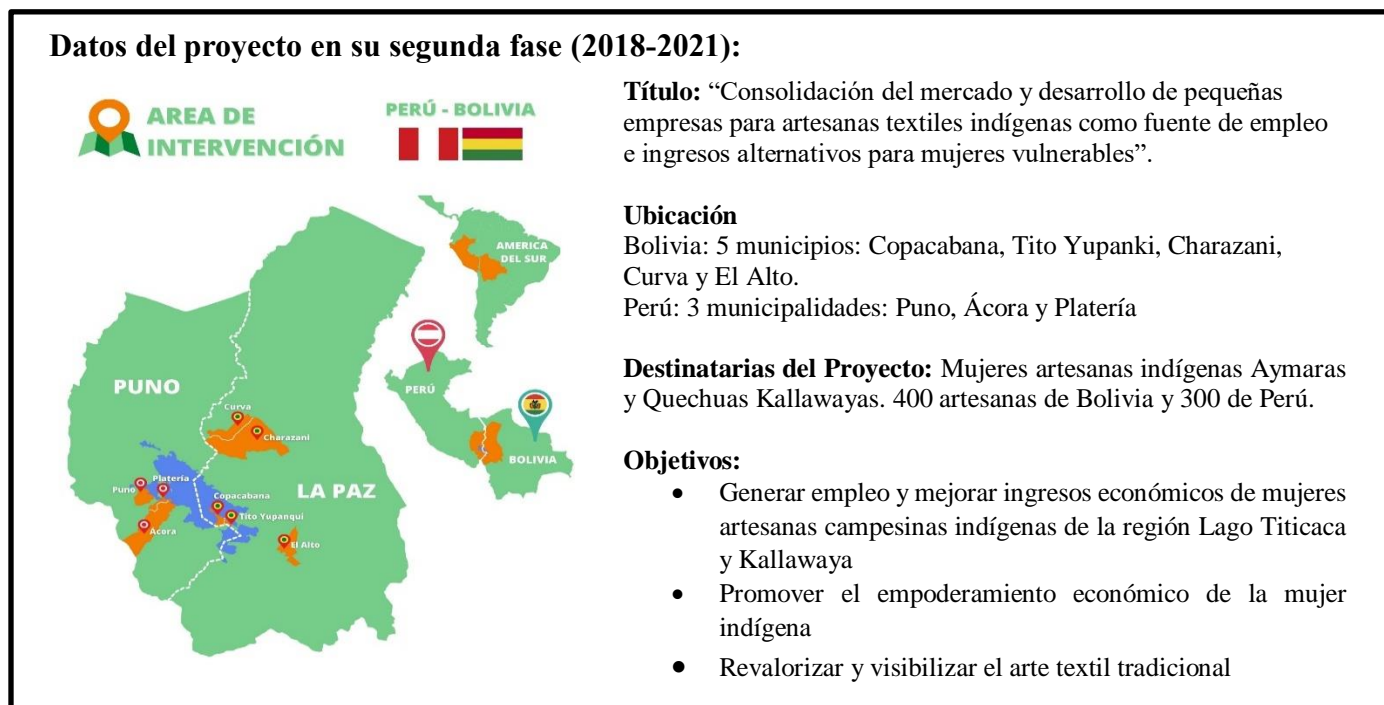 Datos del proyecto en su segunda fase (2018-2021):
AREA DE
INTERVENCIÓN
PERÚ - BOLIVIA
AMERICA
DEL SUR
PERÚ
BOLIVIA
PUNO
LA PAZ
Curva
Charazani
Platería
Puno
Acora
Copacabana
Tito Yupanqui
El Alto
Título: “Consolidación del mercado y desarrollo de pequeñas
empresas para artesanas textiles indígenas como fuente de empleo
e ingresos alternativos para mujeres vulnerables”.
Ubicación
Bolivia: 5 municipios: Copacabana, Tito Yupanki, Charazani,
Curva y El Alto.
Perú: 3 municipalidades: Puno, Ácora y Platería
Destinatarias del Proyecto: Mujeres artesanas indígenas Aymaras
y Quechuas Kallawayas. 400 artesanas de Bolivia y 300 de Perú.
Objetivos:
• Generar empleo y mejorar ingresos económicos de mujeres
artesanas campesinas indígenas de la región Lago Titicaca
y Kallawaya
• Promover el empoderamiento económico de la mujer
indígena
• Revalorizar y visibilizar el arte textil tradicional